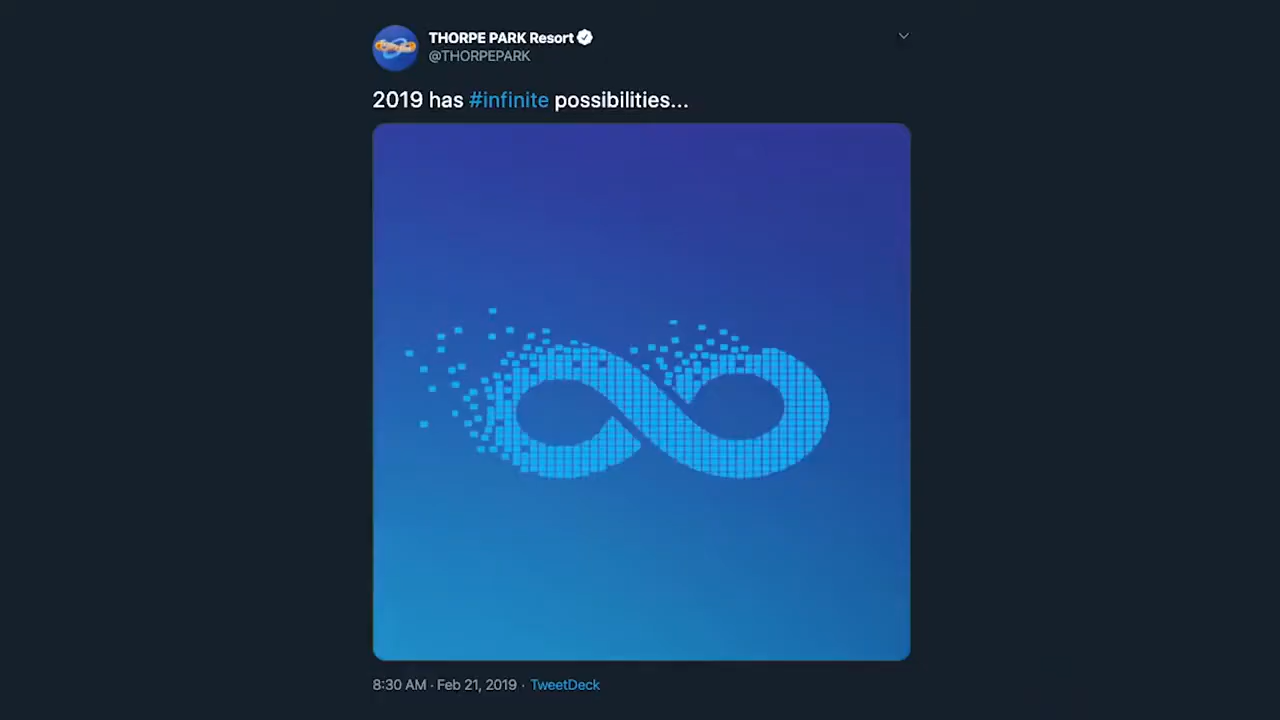 THORPE PARK Resort
@THORPEPARK
2019 has #infinite possibilities...
8:30 AM · Feb 21, 2019 · TweetDeck